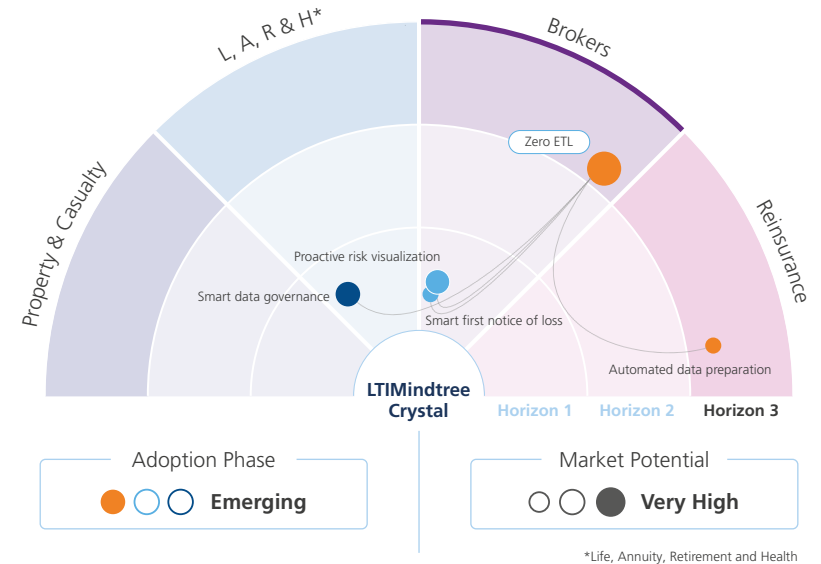 L, A, R & H*
Brokers
Property & Casualty
Reinsurance
Zero ETL
Proactive risk visualization
Smart data governance
Smart first notice of loss
Automated data preparation
LTIMindtree
Crystal
Horizon 1
Horizon 2
Horizon 3
Adoption Phase
Emerging
Market Potential
Very High
*Life, Annuity, Retirement and Health